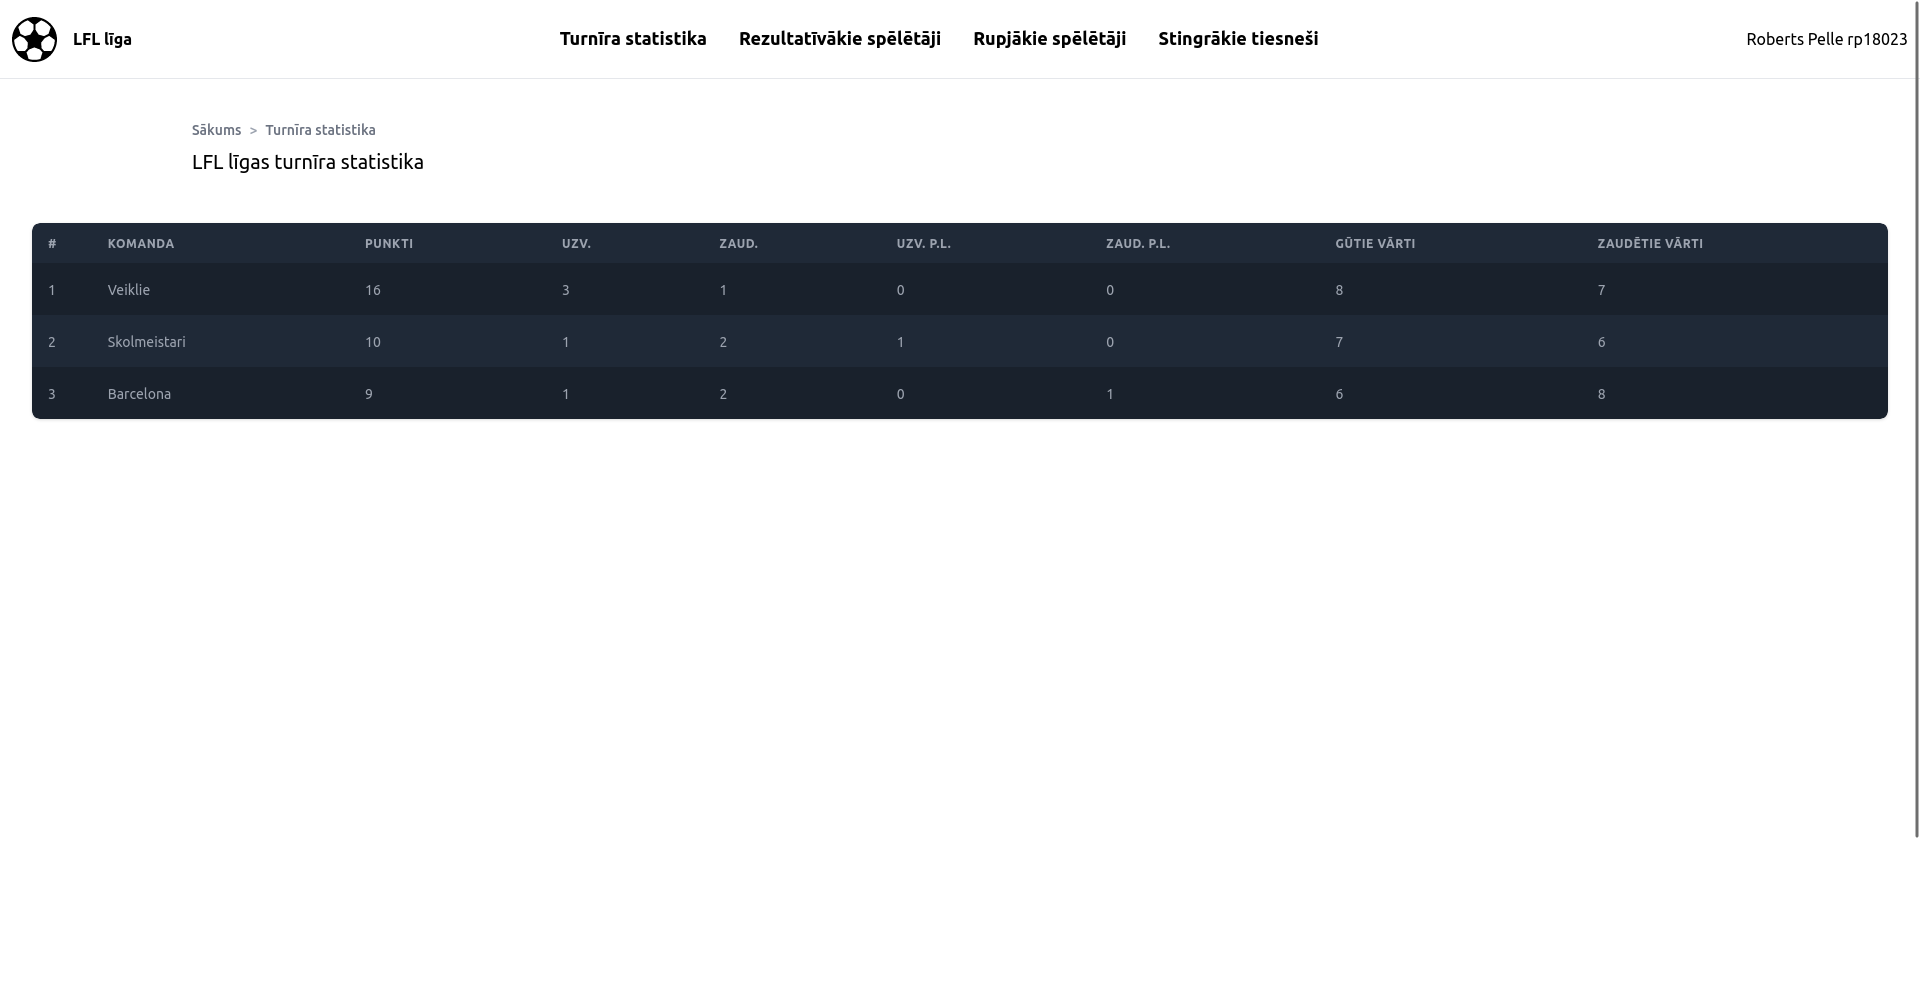 LFL līga
Turnīra statistika
Rezultatīvākie spēlētāji
Rupjākie spēlētāji
Stingrākie tiesneši
Roberts Pelle rp18023
Sākums > Turnīra statistika
LFL līgas turnīra statistika
# KOMANDA PUNKTI UZV. ZAUD. UZV. P.L. ZAUD. P.L. GŪTIE VĀRTI ZAUDĒTIE VĀRTI
1 Veiklie 16 3 1 0 0 8 7
2 Skolmeistari 10 1 2 1 0 7 6
3 Barcelona 9 1 2 0 1 6 8